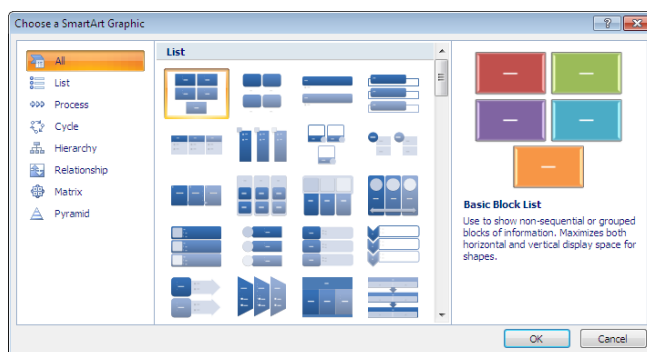 Choose a SmartArt Graphic
All
List
Process
Cycle
Hierarchy
Relationship
Matrix
Pyramid
List
Basic Block List
Use to show non-sequential or grouped
blocks of information. Maximizes both
horizontal and vertical display space for
shapes.
OK
Cancel